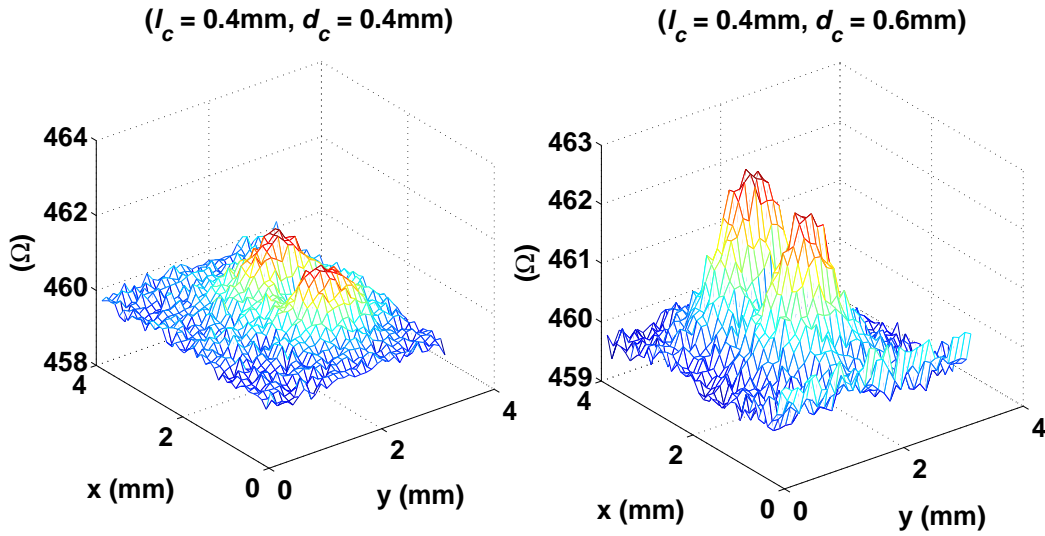 (l_c = 0.4mm, d_c = 0.4mm)
464
462
460
458
(Ω)
4
2
0
x (mm)
0
2
4
y (mm)
(l_c = 0.4mm, d_c = 0.6mm)
463
462
461
460
459
(Ω)
4
2
0
x (mm)
0
2
4
y (mm)